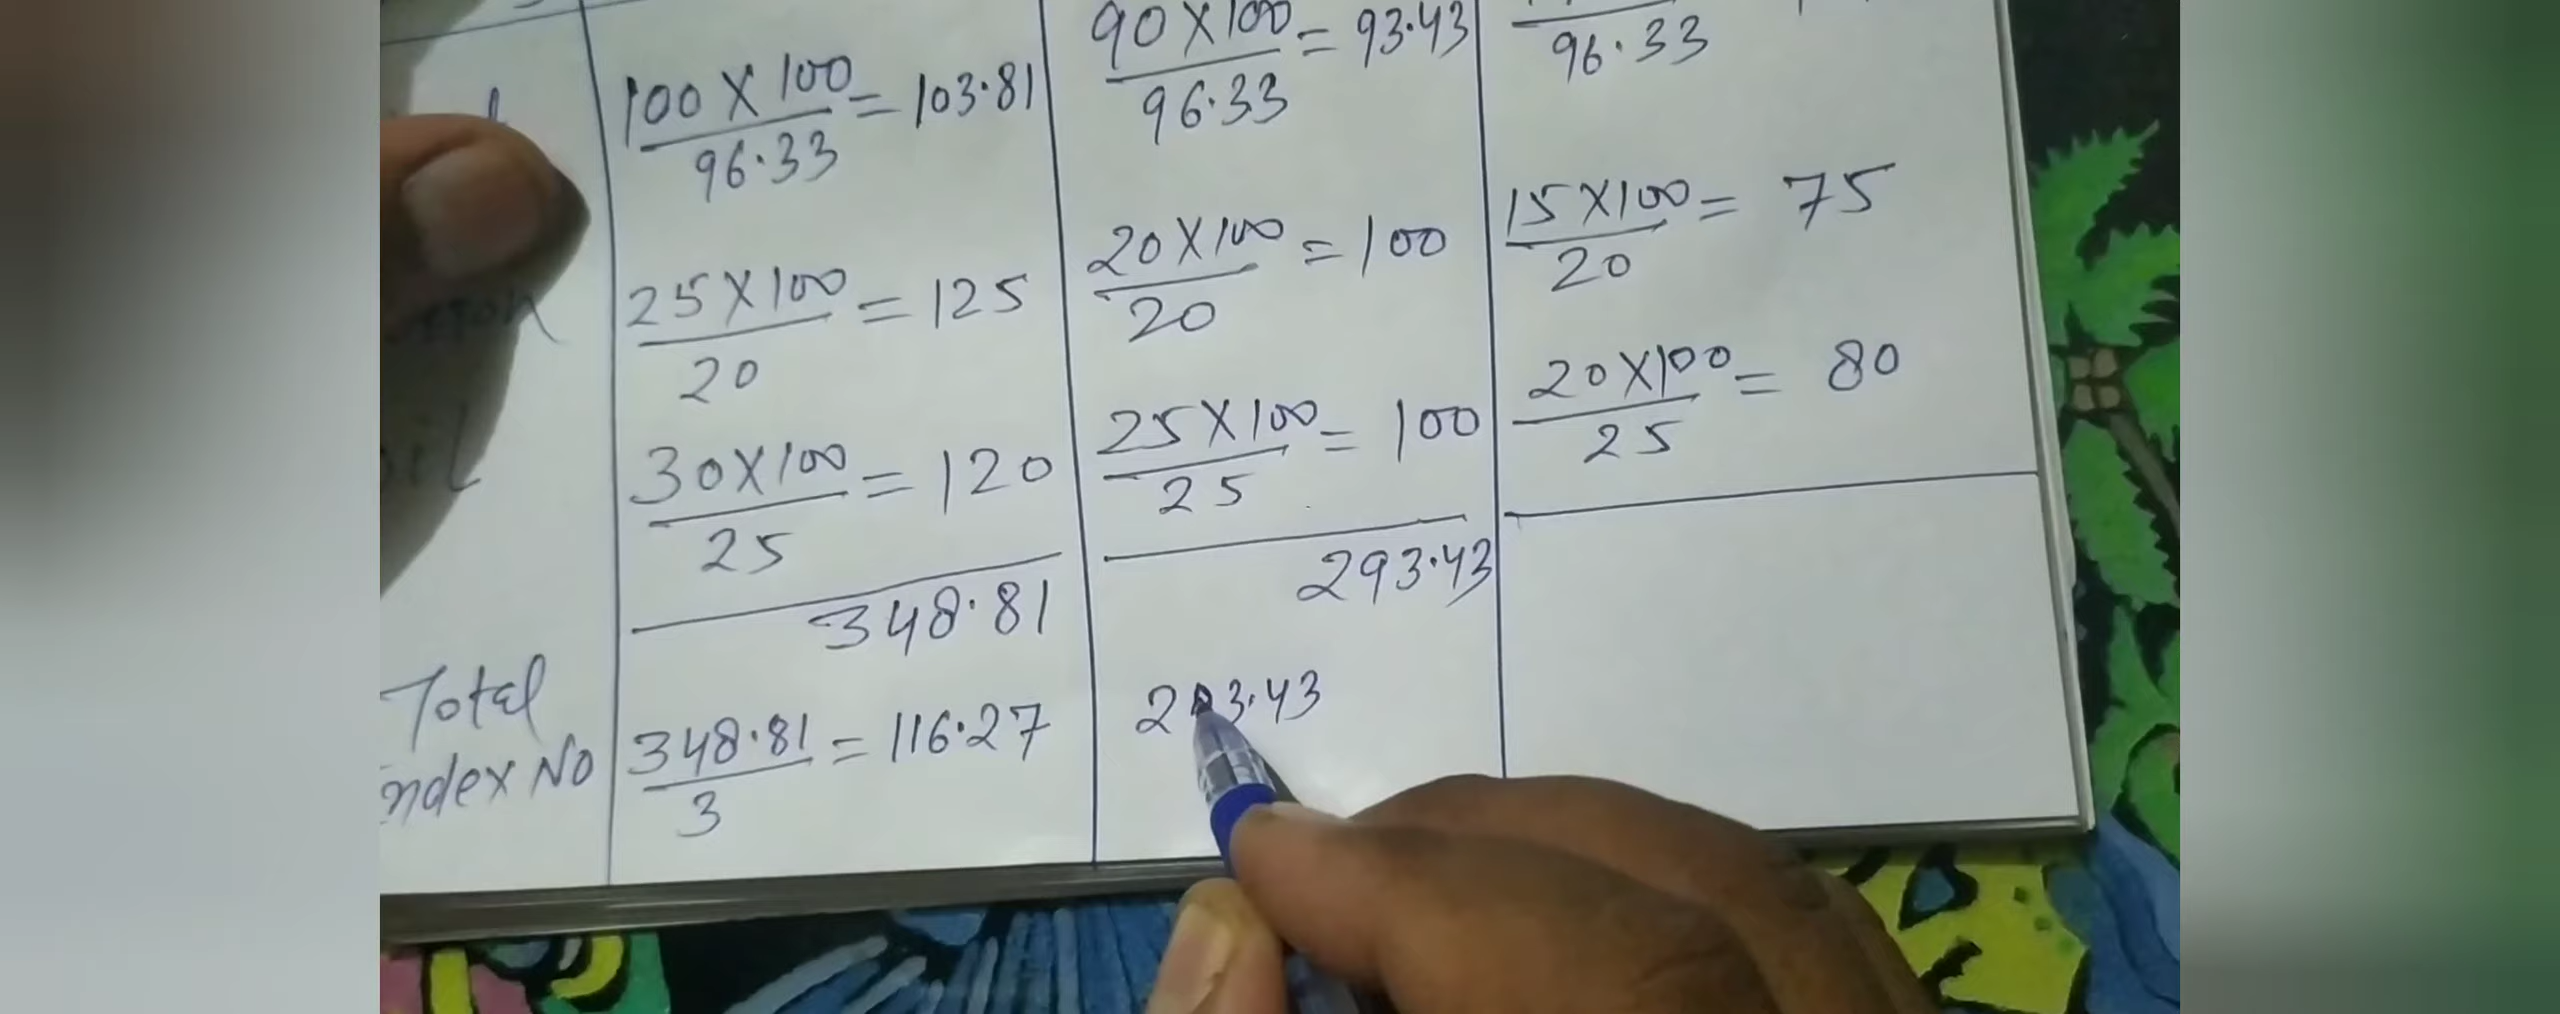 100 X 100 = 103.81
96.33
90 X 100 = 93.43
96.33
96.33
25 X 100 = 125
20
20 X 100 = 100
20
15 X 100 = 75
20
30 X 100 = 120
25
25 X 100 = 100
25
20 X 100 = 80
25
348.81
293.43
Total
ndex No
348.81 = 116.27
3
293.43